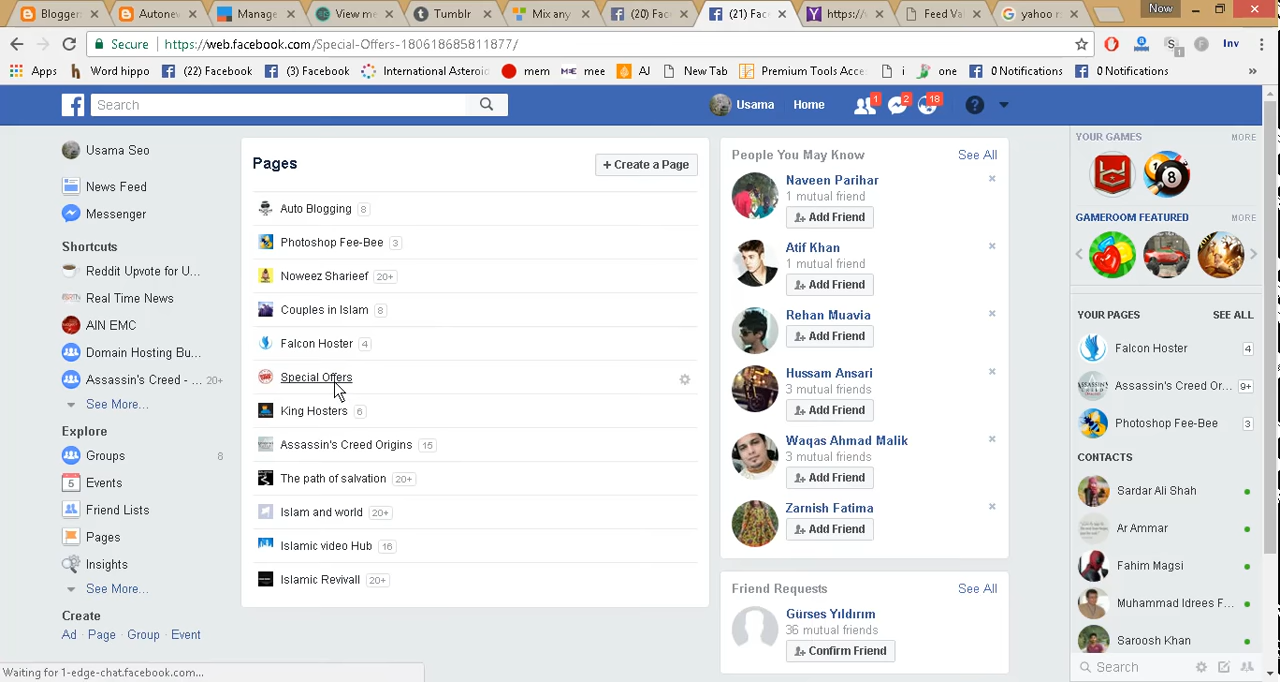 Blogger
Autonev
Manage
View me
Tumb
Mix any
(20) Fac
(21) Fac
https://
Feed Va
yahoo r
Now
Secure https://web.facebook.com/Special-Offers-180618685811877/
Inv
Apps
Word hippo
(22) Facebook
(3) Facebook
International Asteroid
mem
mee
AI
New Tab
Premium Tools Acce
i
one
0 Notifications
0 Notifications
»
Search
Usama
Home
1
2
18
Usama Seo
News Feed
Messenger
Shortcuts
Reddit Upvote for U...
Real Time News
AIN EMC
Domain Hosting Bu...
Assassin's Creed - ... 20+
See More...
Explore
Groups 8
5 Events
Friend Lists
Pages
Insights
See More...
Create
Ad · Page · Group · Event
Pages
+ Create a Page
Auto Blogging 8
Photoshop Fee-Bee 3
Noweez Sharieef 20+
Couples in Islam 8
Falcon Hoster 4
Special Offers
King Hosters 6
Assassin's Creed Origins 15
The path of salvation 20+
Islam and world 20+
Islamic video Hub 16
Islamic Revivall 20+
People You May Know
See All
Naveen Parihar
1 mutual friend
Add Friend
Atif Khan
1 mutual friend
Add Friend
Rehan Muavia
Add Friend
Hussam Ansari
3 mutual friends
Add Friend
Waqas Ahmad Malik
3 mutual friends
Add Friend
Zarnish Fatima
Add Friend
Friend Requests
See All
Gürses Yıldırım
36 mutual friends
Confirm Friend
YOUR GAMES
MORE
8
GAMEROOM FEATURED
MORE
YOUR PAGES
SEE ALL
Falcon Hoster 4
Assassin's Creed Or... 9+
Photoshop Fee-Bee 3
CONTACTS
Sardar Ali Shah
Ar Ammar
Fahim Magsi
Muhammad Idrees F...
Saroosh Khan
Search
Waiting for 1-edge-chat.facebook.com...